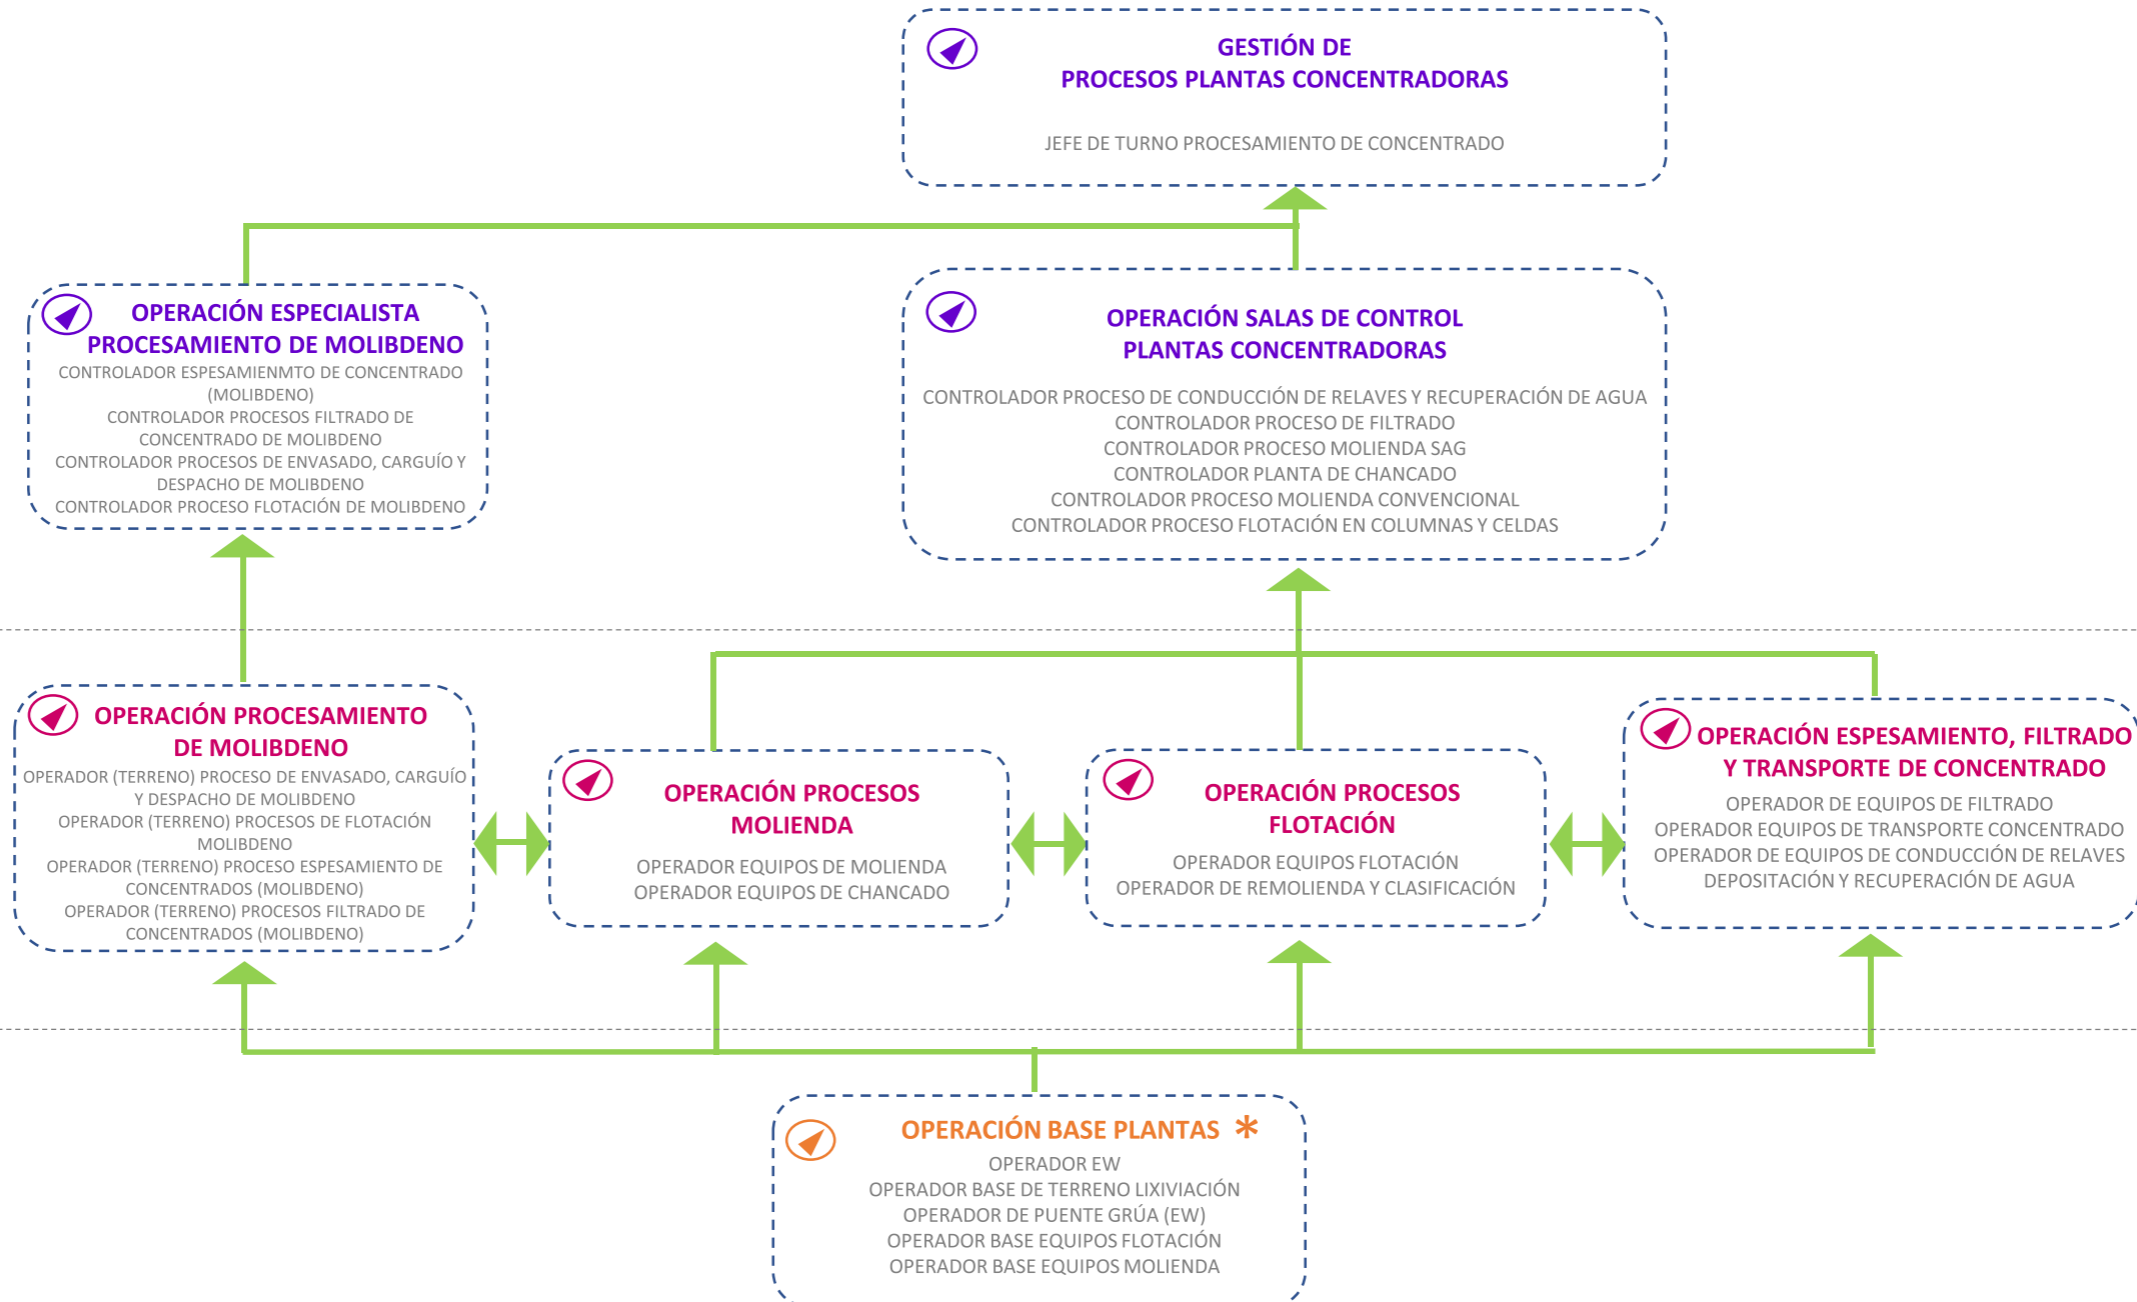 GESTIÓN DE
PROCESOS PLANTAS CONCENTRADORAS
JEFE DE TURNO PROCESAMIENTO DE CONCENTRADO
OPERACIÓN ESPECIALISTA
PROCESAMIENTO DE MOLIBDENO
CONTROLADOR ESPESAMIENMTO DE CONCENTRADO
(MOLIBDENO)
CONTROLADOR PROCESOS FILTRADO DE
CONCENTRADO DE MOLIBDENO
CONTROLADOR PROCESOS DE ENVASADO, CARGUÍO Y
DESPACHO DE MOLIBDENO
CONTROLADOR PROCESO FLOTACIÓN DE MOLIBDENO
OPERACIÓN SALAS DE CONTROL
PLANTAS CONCENTRADORAS
CONTROLADOR PROCESO DE CONDUCCIÓN DE RELAVES Y RECUPERACIÓN DE AGUA
CONTROLADOR PROCESO DE FILTRADO
CONTROLADOR PROCESO MOLIENDA SAG
CONTROLADOR PLANTA DE CHANCADO
CONTROLADOR PROCESO MOLIENDA CONVENCIONAL
CONTROLADOR PROCESO FLOTACIÓN EN COLUMNAS Y CELDAS
OPERACIÓN PROCESAMIENTO
DE MOLIBDENO
OPERADOR (TERRENO) PROCESO DE ENVASADO, CARGUÍO
Y DESPACHO DE MOLIBDENO
OPERADOR (TERRENO) PROCESOS DE FLOTACIÓN
MOLIBDENO
OPERADOR (TERRENO) PROCESO ESPESAMIENTO DE
CONCENTRADOS (MOLIBDENO)
OPERADOR (TERRENO) PROCESOS FILTRADO DE
CONCENTRADOS (MOLIBDENO)
OPERACIÓN PROCESOS
MOLIENDA
OPERADOR EQUIPOS DE MOLIENDA
OPERADOR EQUIPOS DE CHANCADO
OPERACIÓN PROCESOS
FLOTACIÓN
OPERADOR EQUIPOS FLOTACIÓN
OPERADOR DE REMOLIENDA Y CLASIFICACIÓN
OPERACIÓN ESPESAMIENTO, FILTRADO
Y TRANSPORTE DE CONCENTRADO
OPERADOR DE EQUIPOS DE FILTRADO
OPERADOR EQUIPOS DE TRANSPORTE CONCENTRADO
OPERADOR DE EQUIPOS DE CONDUCCIÓN DE RELAVES
DEPOSITACIÓN Y RECUPERACIÓN DE AGUA
OPERACIÓN BASE PLANTAS *
OPERADOR EW
OPERADOR BASE DE TERRENO LIXIVIACIÓN
OPERADOR DE PUENTE GRÚA (EW)
OPERADOR BASE EQUIPOS FLOTACIÓN
OPERADOR BASE EQUIPOS MOLIENDA